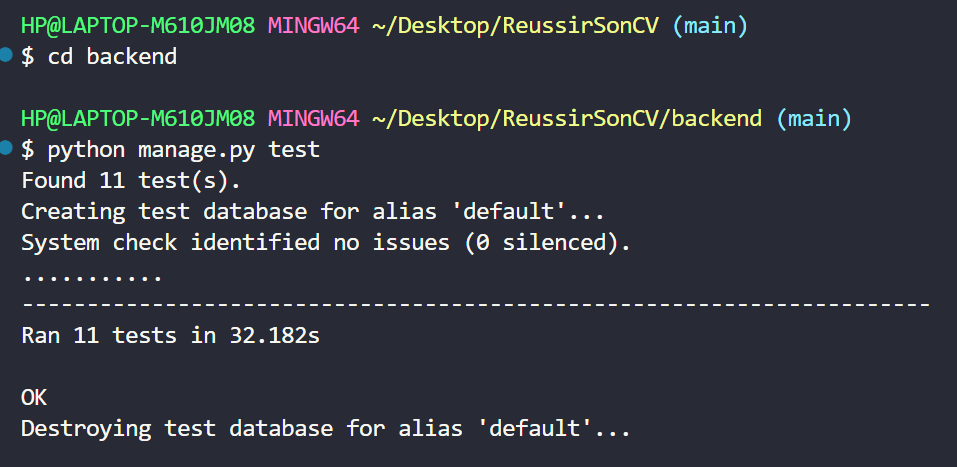 HP@LAPTOP-M610JM08 MINGW64 ~/Desktop/ReussirSonCV (main)
$ cd backend
HP@LAPTOP-M610JM08 MINGW64 ~/Desktop/ReussirSonCV/backend (main)
$ python manage.py test
Found 11 test(s).
Creating test database for alias 'default'...
System check identified no issues (0 silenced).
...........
----------------------------------------------------------------------
Ran 11 tests in 32.182s
OK
Destroying test database for alias 'default'...